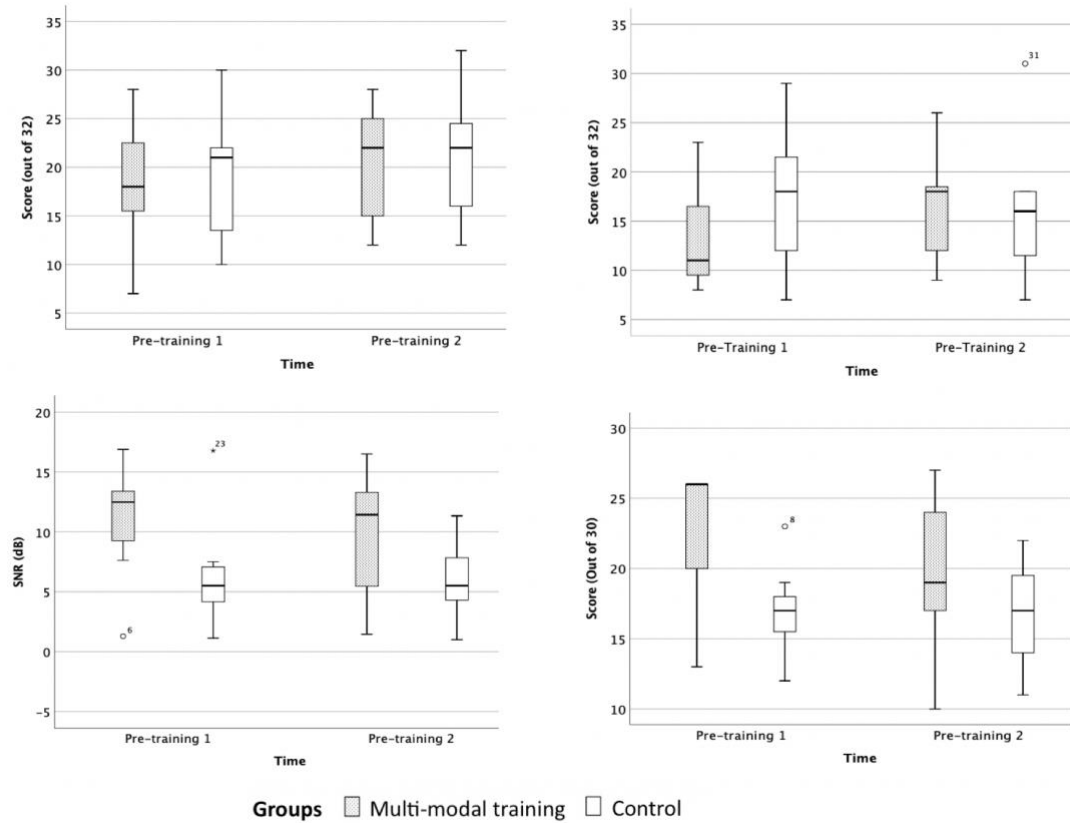 35
30
25
20
15
10
5
Score (out of 32)
Pre-training 1
Pre-training 2
Time
35
30
25
20
15
10
5
Score (out of 32)
31
Pre-Training 1
Pre-Training 2
Time
20
15
10
5
0
-5
SNR (dB)
*23
6
Pre-training 1
Pre-training 2
Time
30
25
20
15
10
Score (Out of 30)
8
Pre-training 1
Pre-training 2
Time
Groups Multi-modal training Control